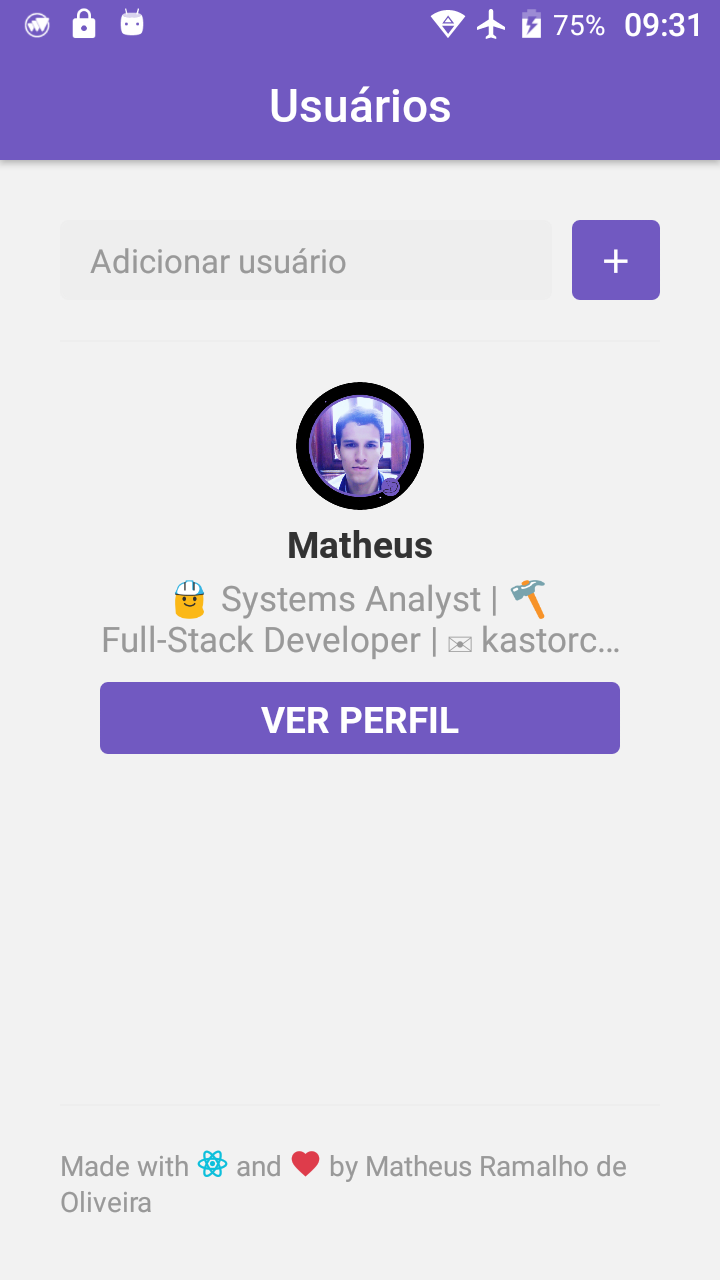 75% 09:31
Usuários
Adicionar usuário
+
Matheus
👷 Systems Analyst | 🔨
Full-Stack Developer | ✉️ kastorc…
VER PERFIL
Made with ⚛ and ❤ by Matheus Ramalho de
Oliveira